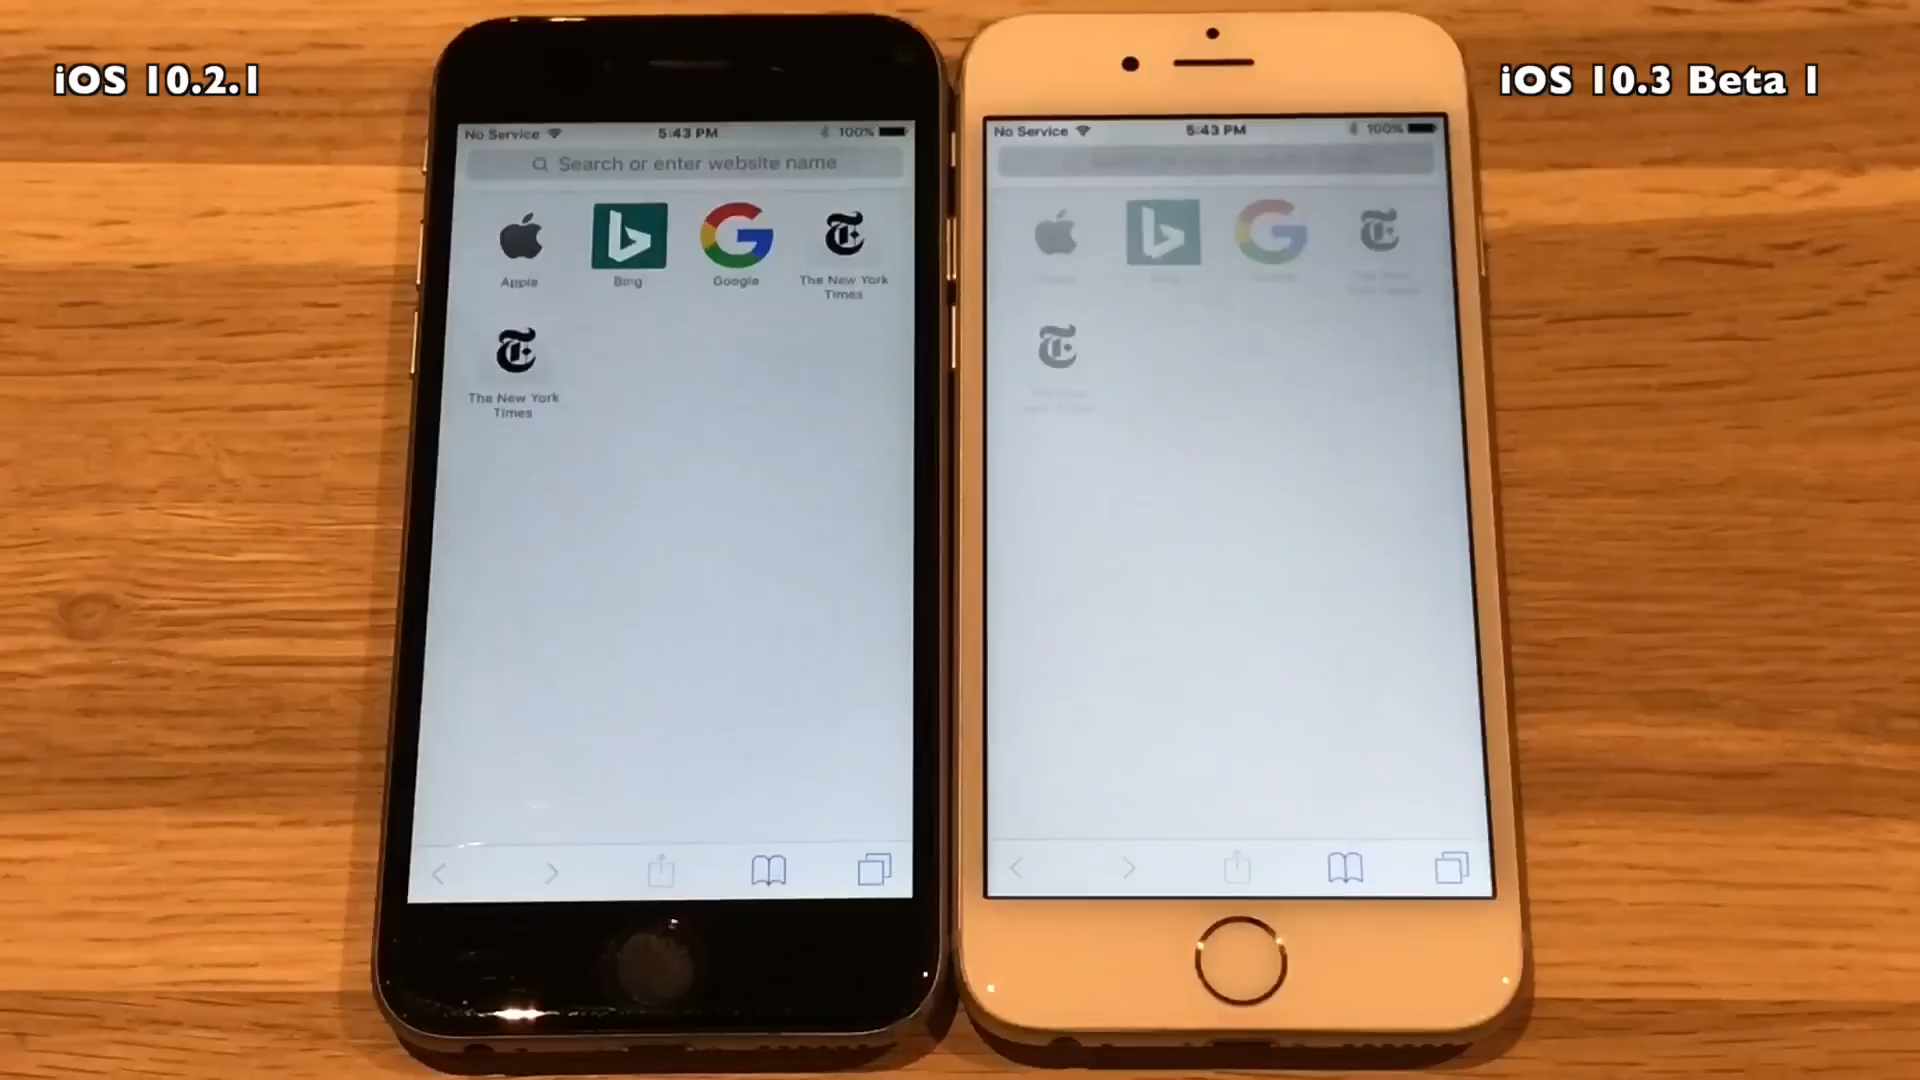 iOS 10.2.1
iOS 10.3 Beta 1
No Service
5:43 PM
100%
Search or enter website name
Apple
Bing
Google
The New York
Times
The New York
Times
No Service
5:43 PM
100%